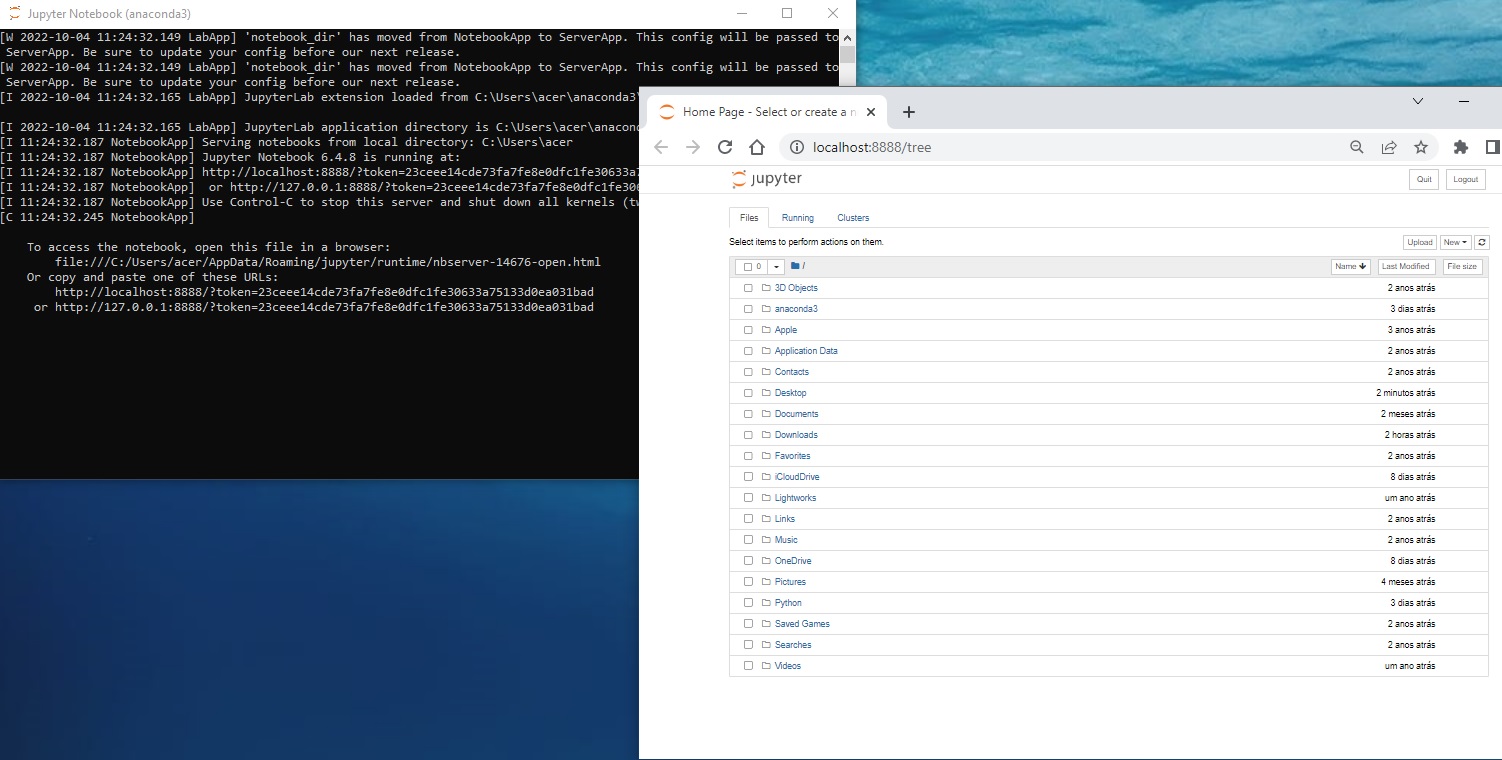 Jupyter Notebook (anaconda3)
[W 2022-10-04 11:24:32.149 LabApp] 'notebook_dir' has moved from NotebookApp to ServerApp. This config will be passed to
ServerApp. Be sure to update your config before our next release.
[W 2022-10-04 11:24:32.149 LabApp] 'notebook_dir' has moved from NotebookApp to ServerApp. This config will be passed to
ServerApp. Be sure to update your config before our next release.
[I 2022-10-04 11:24:32.165 LabApp] JupyterLab extension loaded from C:\Users\acer\anaconda3\
[I 2022-10-04 11:24:32.165 LabApp] JupyterLab application directory is C:\Users\acer\anacon
[I 11:24:32.187 NotebookApp] Serving notebooks from local directory: C:\Users\acer
[I 11:24:32.187 NotebookApp] Jupyter Notebook 6.4.8 is running at:
[I 11:24:32.187 NotebookApp] http://localhost:8888/?token=23ceee14cde73fa7fe8e0dfc1fe30633a7
[I 11:24:32.187 NotebookApp]  or http://127.0.0.1:8888/?token=23ceee14cde73fa7fe8e0dfc1fe306
[I 11:24:32.187 NotebookApp] Use Control-C to stop this server and shut down all kernels (tw
[C 11:24:32.245 NotebookApp]
To access the notebook, open this file in a browser:
file:///C:/Users/acer/AppData/Roaming/jupyter/runtime/nbserver-14676-open.html
Or copy and paste one of these URLs:
http://localhost:8888/?token=23ceee14cde73fa7fe8e0dfc1fe30633a75133d0ea031bad
or http://127.0.0.1:8888/?token=23ceee14cde73fa7fe8e0dfc1fe30633a75133d0ea031bad
Home Page - Select or create a n
localhost:8888/tree
jupyter
Quit Logout
Files Running Clusters
Select items to perform actions on them.
Upload New
0 / Name Last Modified File size
3D Objects 2 anos atrás
anaconda3 3 dias atrás
Apple 3 anos atrás
Application Data 2 anos atrás
Contacts 2 anos atrás
Desktop 2 minutos atrás
Documents 2 meses atrás
Downloads 2 horas atrás
Favorites 2 anos atrás
iCloudDrive 8 dias atrás
Lightworks um ano atrás
Links 2 anos atrás
Music 2 anos atrás
OneDrive 8 dias atrás
Pictures 4 meses atrás
Python 3 dias atrás
Saved Games 2 anos atrás
Searches 2 anos atrás
Videos um ano atrás